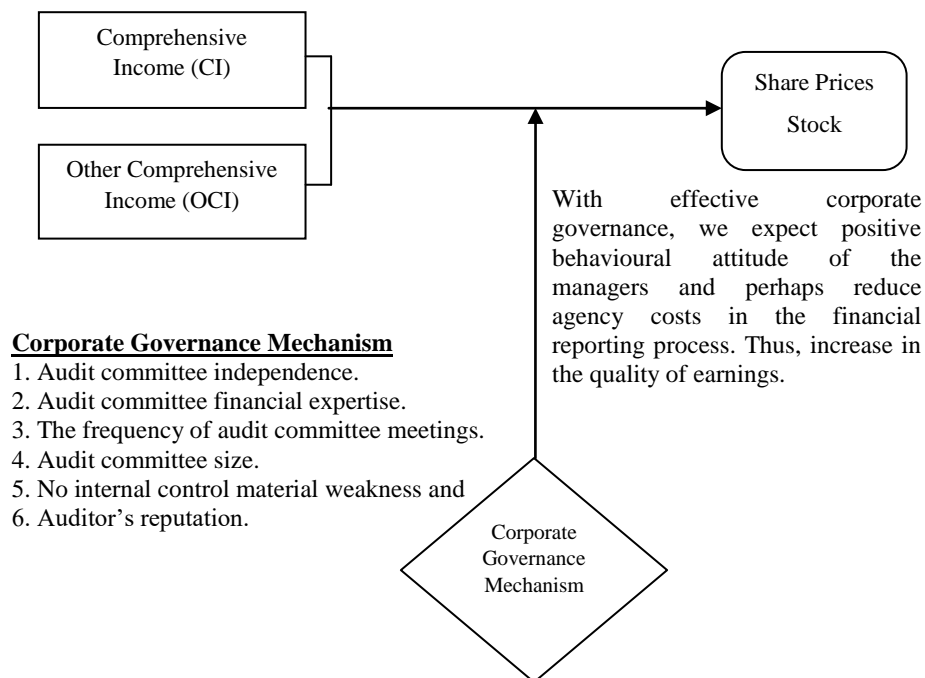 Comprehensive
Income (CI)
Share Prices
Stock
Other Comprehensive
Income (OCI)
With effective corporate
governance, we expect positive
behavioural attitude of the
managers and perhaps reduce
agency costs in the financial
reporting process. Thus, increase in
the quality of earnings.
Corporate Governance Mechanism
1. Audit committee independence.
2. Audit committee financial expertise.
3. The frequency of audit committee meetings.
4. Audit committee size.
5. No internal control material weakness and
6. Auditor’s reputation.
Corporate
Governance
Mechanism